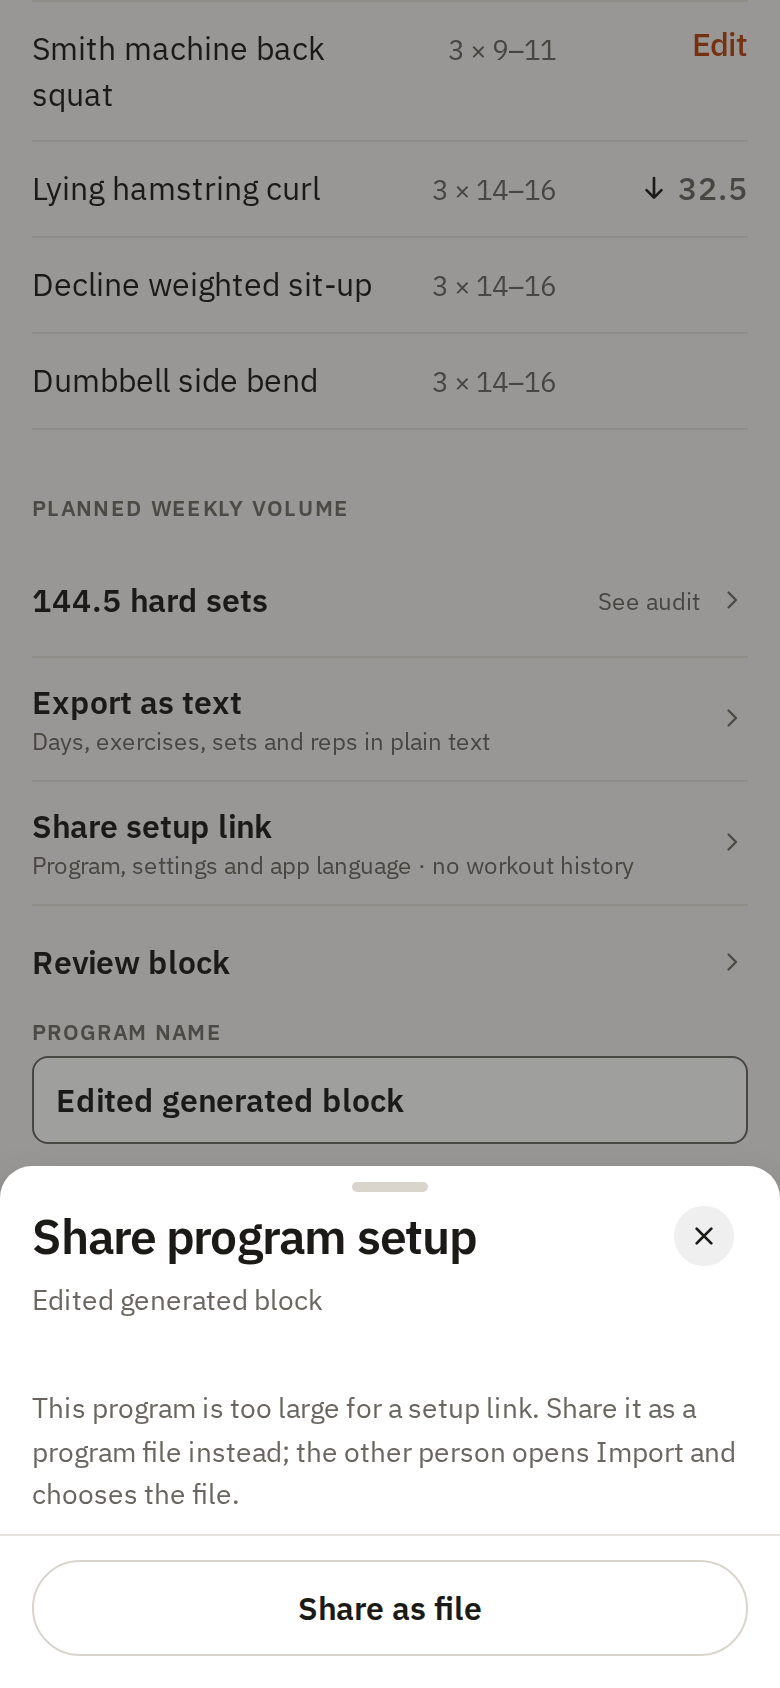 Smith machine back squat 3 × 9–11 Edit
Lying hamstring curl 3 × 14–16 ↓ 32.5
Decline weighted sit-up 3 × 14–16
Dumbbell side bend 3 × 14–16
PLANNED WEEKLY VOLUME
144.5 hard sets See audit
Export as text
Days, exercises, sets and reps in plain text
Share setup link
Program, settings and app language · no workout history
Review block
PROGRAM NAME
Edited generated block
Share program setup
Edited generated block
This program is too large for a setup link. Share it as a
program file instead; the other person opens Import and
chooses the file.
Share as file